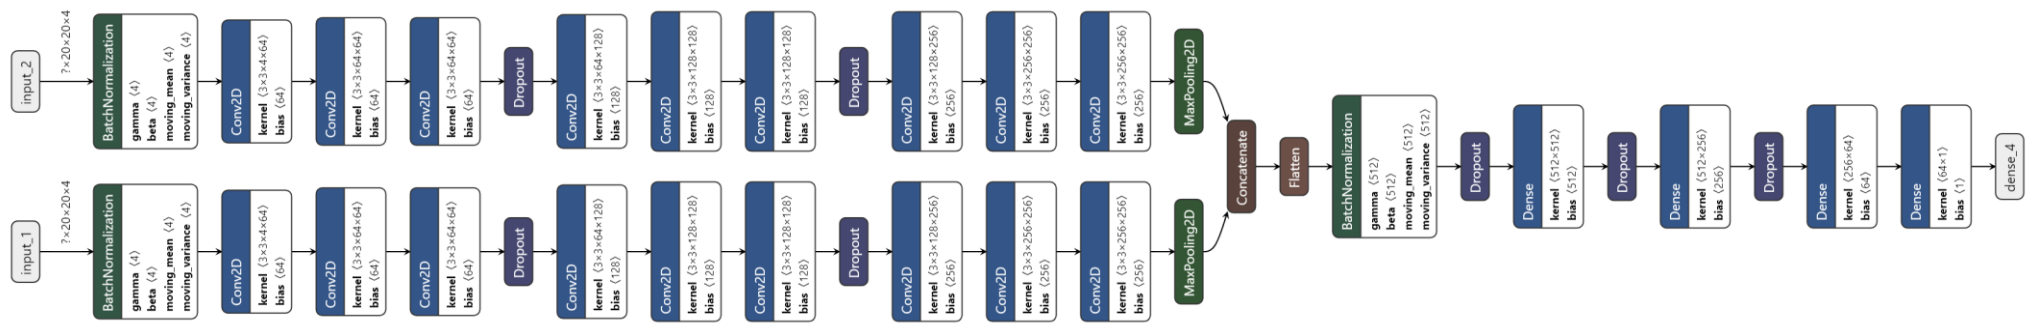 input_2
?×20×20×4
BatchNormalization
gamma ⟨4⟩
beta ⟨4⟩
moving_mean ⟨4⟩
moving_variance ⟨4⟩
Conv2D
kernel ⟨3×3×4×64⟩
bias ⟨64⟩
Conv2D
kernel ⟨3×3×64×64⟩
bias ⟨64⟩
Conv2D
kernel ⟨3×3×64×64⟩
bias ⟨64⟩
Dropout
Conv2D
kernel ⟨3×3×64×128⟩
bias ⟨128⟩
Conv2D
kernel ⟨3×3×128×128⟩
bias ⟨128⟩
Conv2D
kernel ⟨3×3×128×128⟩
bias ⟨128⟩
Dropout
Conv2D
kernel ⟨3×3×128×256⟩
bias ⟨256⟩
Conv2D
kernel ⟨3×3×256×256⟩
bias ⟨256⟩
Conv2D
kernel ⟨3×3×256×256⟩
bias ⟨256⟩
MaxPooling2D
input_1
?×20×20×4
BatchNormalization
gamma ⟨4⟩
beta ⟨4⟩
moving_mean ⟨4⟩
moving_variance ⟨4⟩
Conv2D
kernel ⟨3×3×4×64⟩
bias ⟨64⟩
Conv2D
kernel ⟨3×3×64×64⟩
bias ⟨64⟩
Conv2D
kernel ⟨3×3×64×64⟩
bias ⟨64⟩
Dropout
Conv2D
kernel ⟨3×3×64×128⟩
bias ⟨128⟩
Conv2D
kernel ⟨3×3×128×128⟩
bias ⟨128⟩
Conv2D
kernel ⟨3×3×128×128⟩
bias ⟨128⟩
Dropout
Conv2D
kernel ⟨3×3×128×256⟩
bias ⟨256⟩
Conv2D
kernel ⟨3×3×256×256⟩
bias ⟨256⟩
Conv2D
kernel ⟨3×3×256×256⟩
bias ⟨256⟩
MaxPooling2D
Concatenate
Flatten
BatchNormalization
gamma ⟨512⟩
beta ⟨512⟩
moving_mean ⟨512⟩
moving_variance ⟨512⟩
Dropout
Dense
kernel ⟨512×512⟩
bias ⟨512⟩
Dropout
Dense
kernel ⟨512×256⟩
bias ⟨256⟩
Dropout
Dense
kernel ⟨256×64⟩
bias ⟨64⟩
Dense
kernel ⟨64×1⟩
bias ⟨1⟩
dense_4